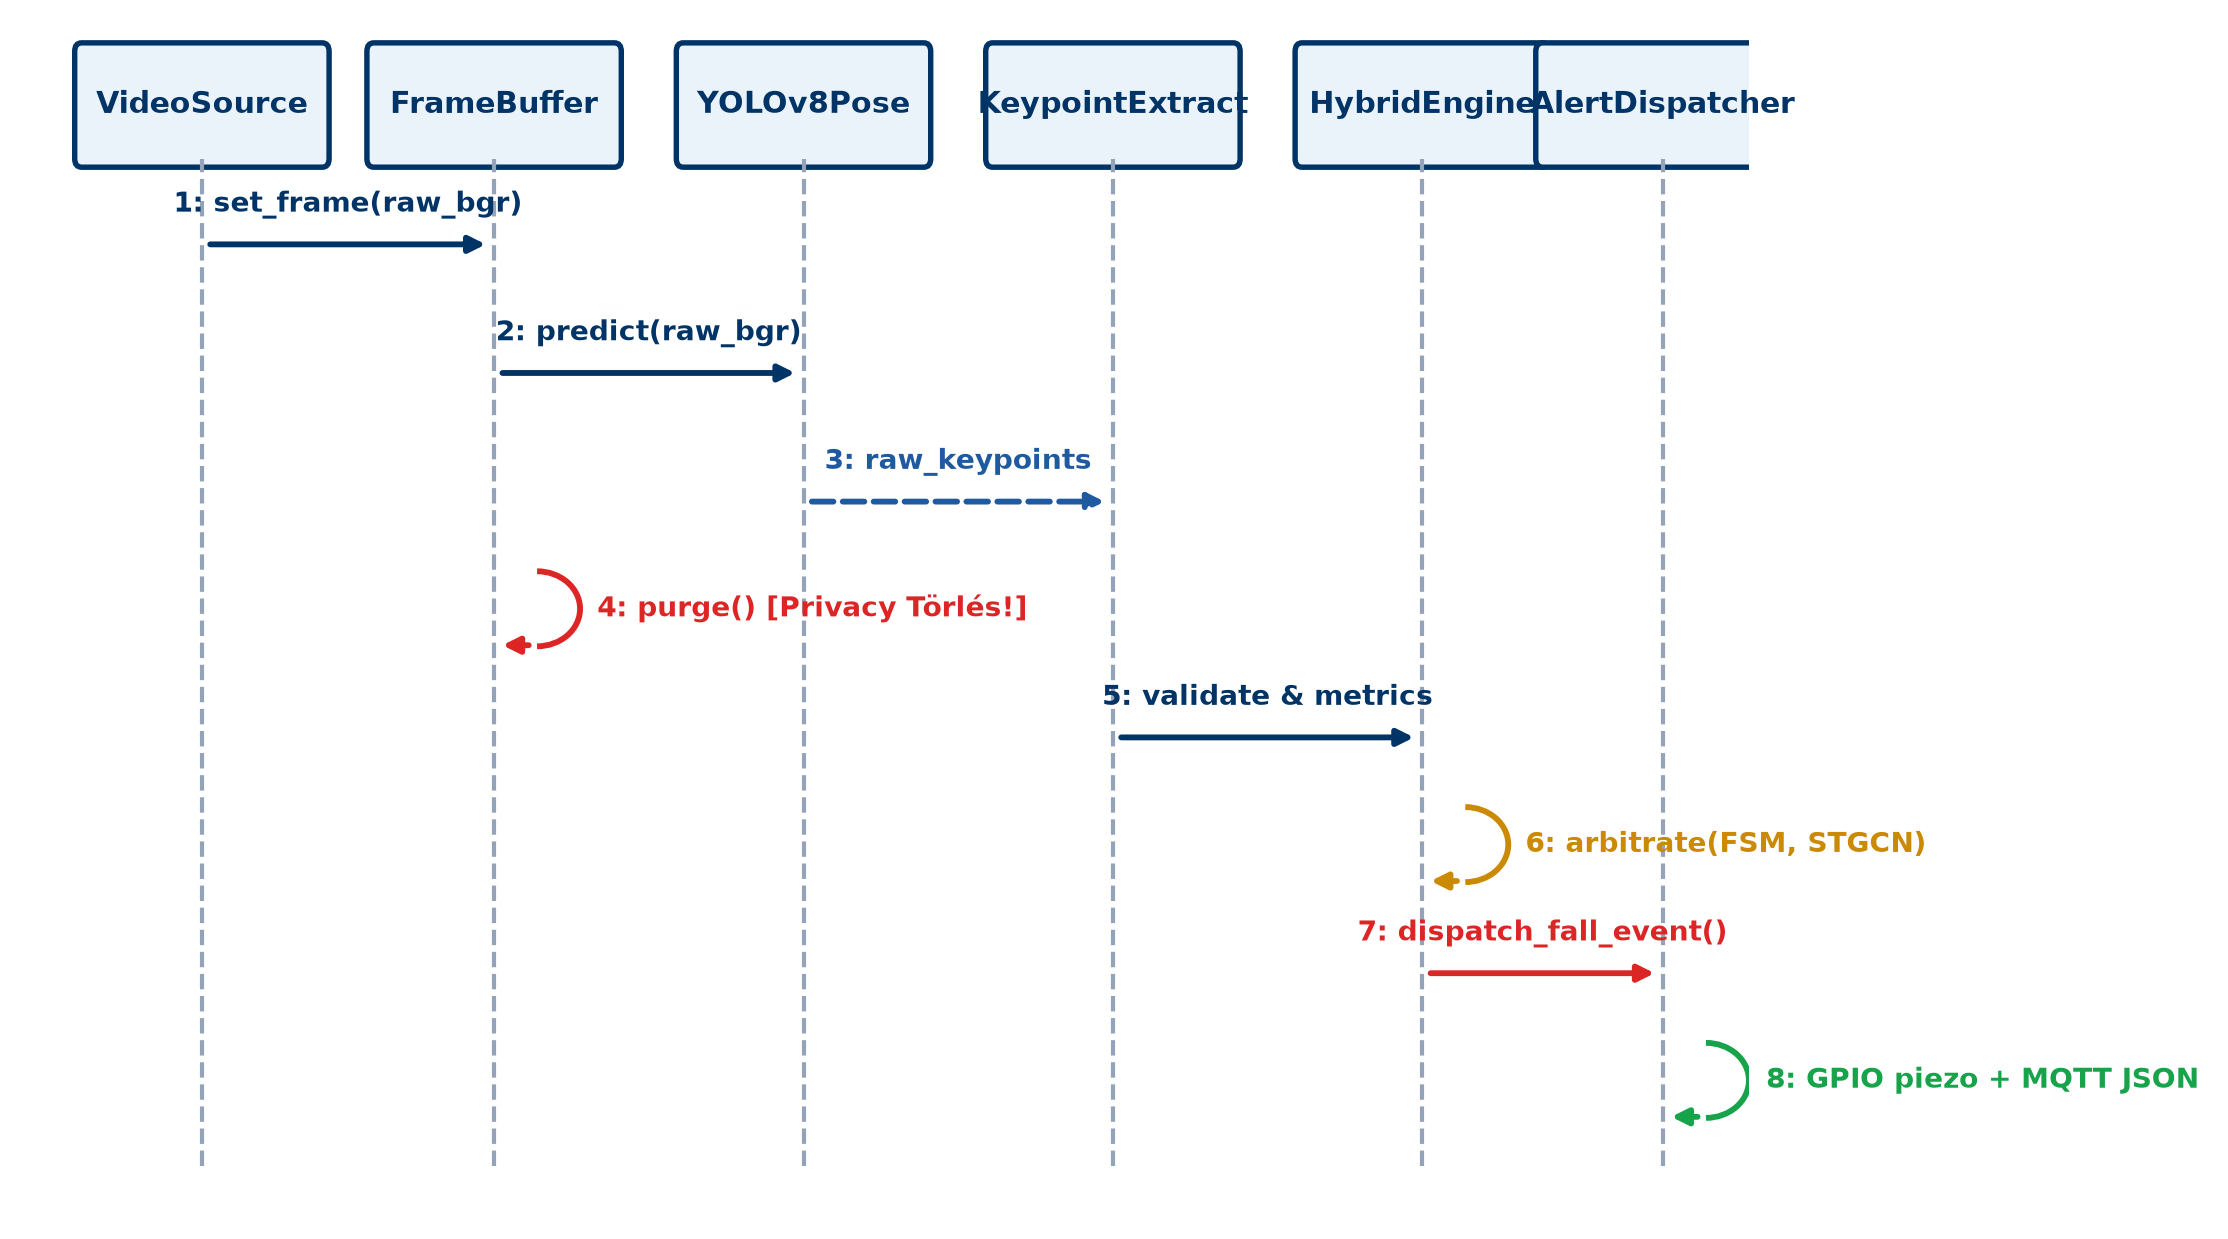 VideoSource
FrameBuffer
YOLOv8Pose
KeypointExtract
HybridEngine
AlertDispatcher
1: set_frame(raw_bgr)
2: predict(raw_bgr)
3: raw_keypoints
4: purge() [Privacy Törlés!]
5: validate & metrics
6: arbitrate(FSM, STGCN)
7: dispatch_fall_event()
8: GPIO piezo + MQTT JSON